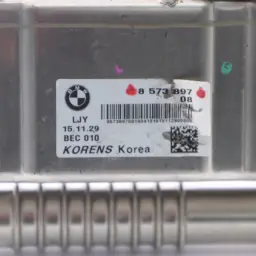 8 573 897
08
LJY
15.11.29
BEC 010
KORENS Korea